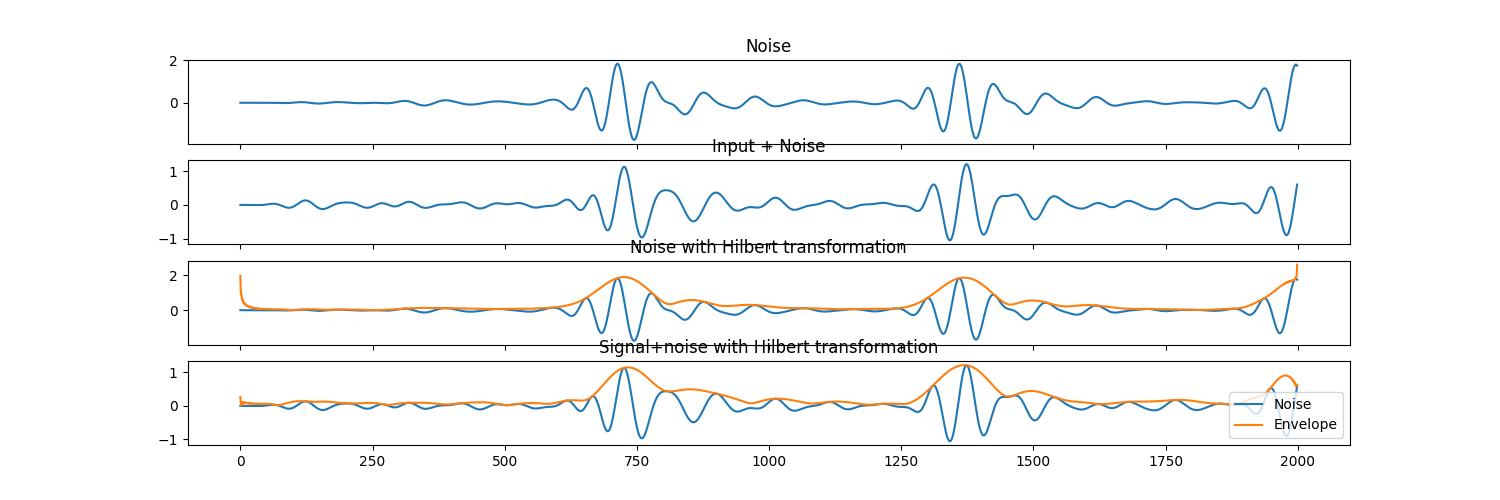 Noise
2
0
Input + Noise
1
0
−1
Noise with Hilbert transformation
2
0
Signal+noise with Hilbert transformation
1
0
−1
Noise
Envelope
0 250 500 750 1000 1250 1500 1750 2000